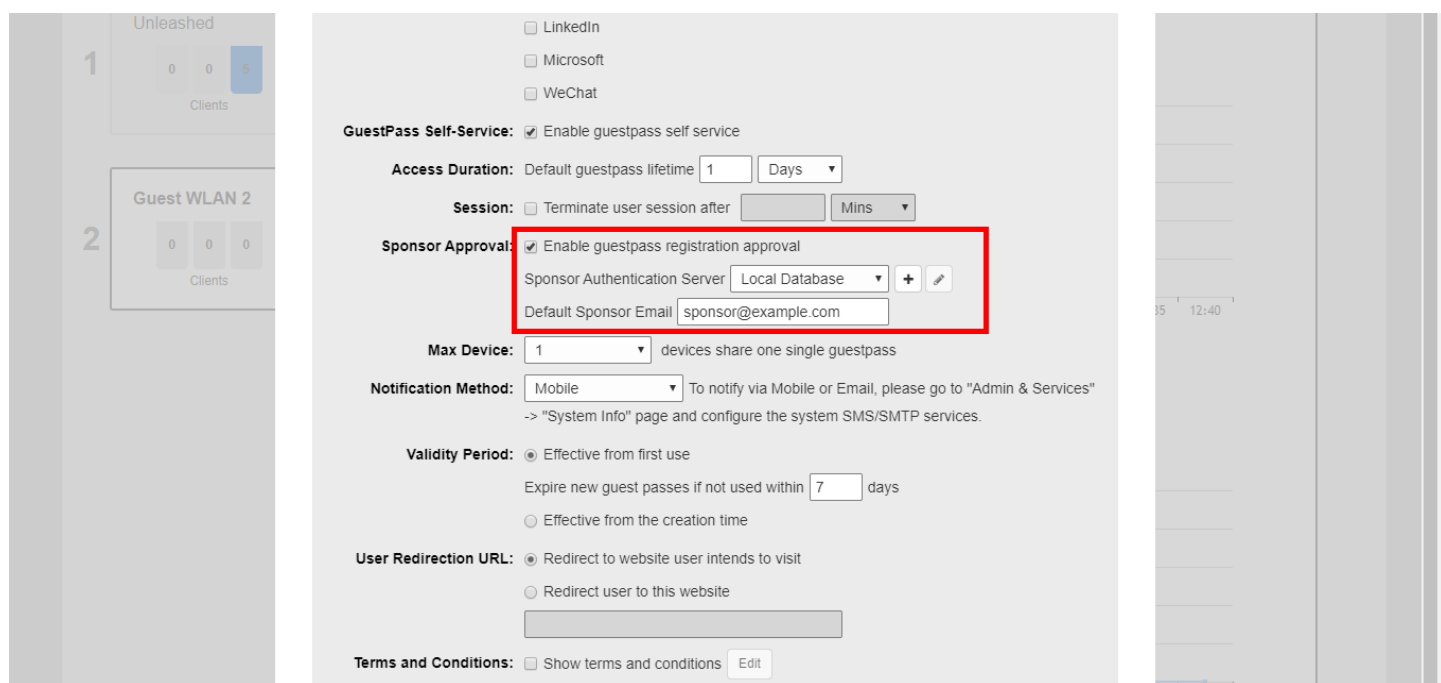 Unleashed
1
0 0 5
Clients
Guest WLAN 2
2
0 0 0
Clients
LinkedIn
Microsoft
WeChat
GuestPass Self-Service: Enable guestpass self service
Access Duration: Default guestpass lifetime 1 Days
Session: Terminate user session after Mins
Sponsor Approval: Enable guestpass registration approval
Sponsor Authentication Server Local Database +
Default Sponsor Email sponsor@example.com
Max Device: 1 devices share one single guestpass
Notification Method: Mobile To notify via Mobile or Email, please go to "Admin & Services"
-> "System Info" page and configure the system SMS/SMTP services.
Validity Period: Effective from first use
Expire new guest passes if not used within 7 days
Effective from the creation time
User Redirection URL: Redirect to website user intends to visit
Redirect user to this website
Terms and Conditions: Show terms and conditions Edit
12:40